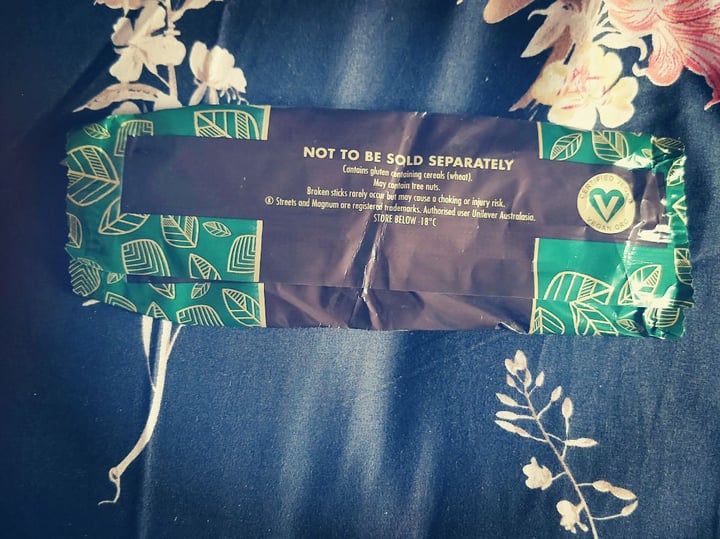 NOT TO BE SOLD SEPARATELY
Contains gluten containing cereals (wheat).
May contain tree nuts.
Broken sticks rarely occur but may cause a choking or injury risk.
® Streets and Magnum are registered trademarks. Authorised user Unilever Australasia.
STORE BELOW -18°C
CERTIFIED VEGAN
VEGAN.ORG